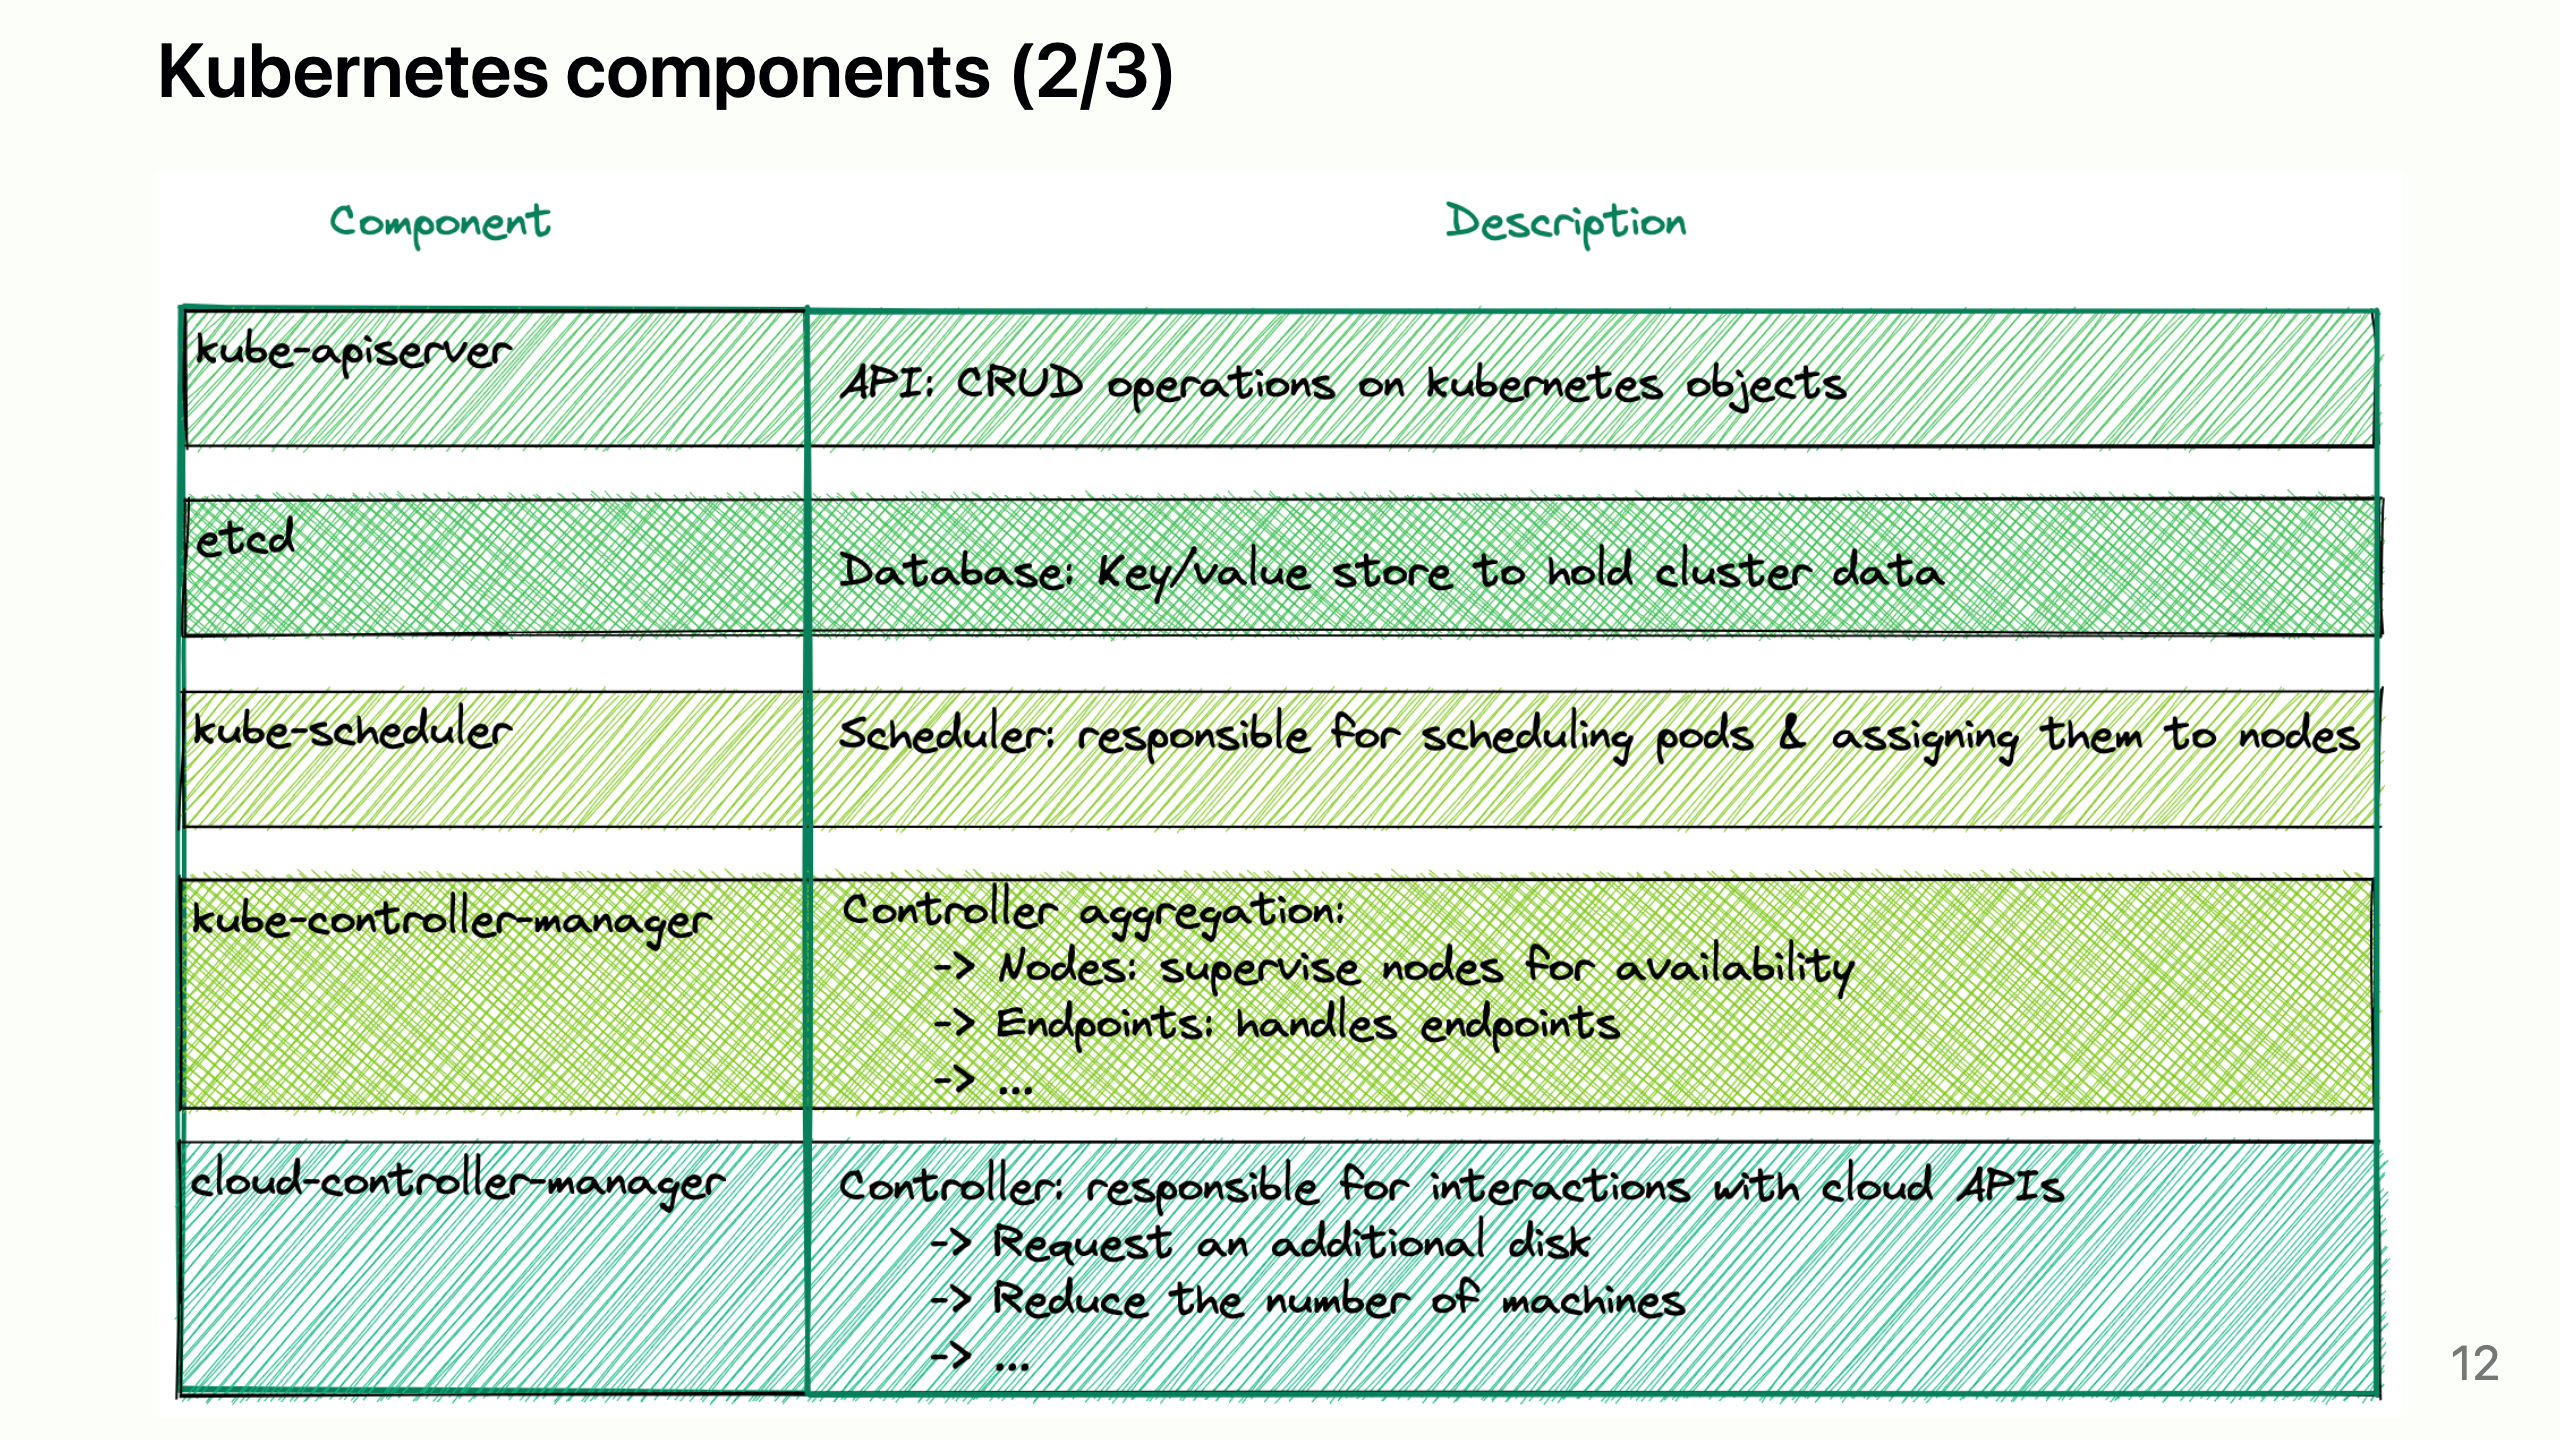 Kubernetes components (2/3)
Component
Description
kube-apiserver
API: CRUD operations on kubernetes objects
etcd
Database: Key/value store to hold cluster data
kube-scheduler
Scheduler: responsible for scheduling pods & assigning them to nodes
kube-controller-manager
Controller aggregation:
-> Nodes: supervise nodes for availability
-> Endpoints: handles endpoints
-> ...
cloud-controller-manager
Controller: responsible for interactions with cloud APIs
-> Request an additional disk
-> Reduce the number of machines
-> ...
12